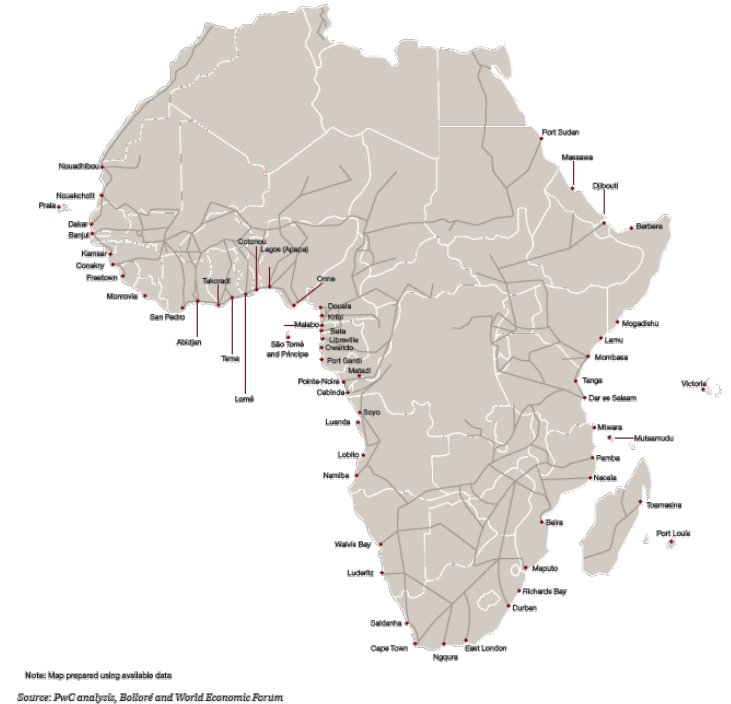 Port Sudan
Massawa
Nouadhibou
Djibouti
Nouakchott
Praia
Dakar
Banjul
Berbera
Cotonou
Lagos (Apapa)
Kamsar
Conakry
Freetown
Takoradi
Onne
Monrovia
San Pedro
Douala
Kribi
Malabo
Bata
Libreville
Owando
São Tomé
and Príncipe
Port Gentil
Mogadishu
Lamu
Abidjan
Tema
Lomé
Mombasa
Matadi
Pointe-Noire
Cabinda
Tanga
Dar es Salaam
Victoria
Soyo
Luanda
Mtwara
Mutsamudu
Lobito
Pemba
Namibe
Nacala
Toamasina
Beira
Port Louis
Walvis Bay
Luderitz
Maputo
Richards Bay
Durban
Saldanha
Cape Town
East London
Ngqura
Note: Map prepared using available data
Source: PwC analysis, Bolloré and World Economic Forum